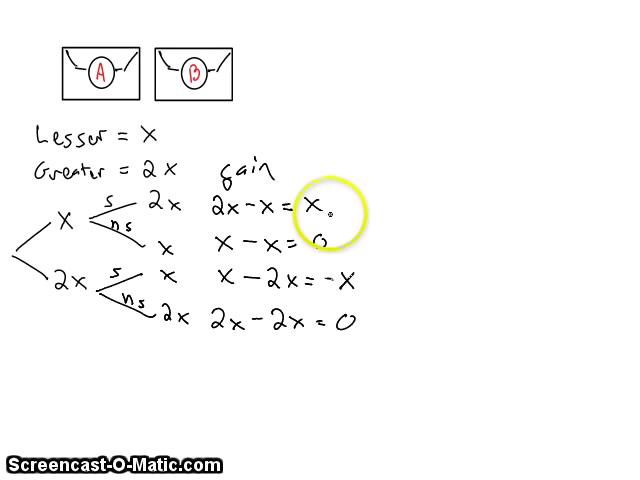 A B
Lesser = x
Greater = 2x gain
s 2x 2x - x = x
x ns
x x - x = 0
2x s x x - 2x = -x
ns 2x 2x - 2x = 0
Screencast-O-Matic.com